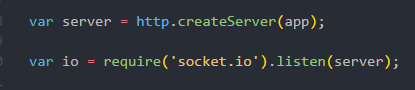 var server = http.createServer(app);
var io = require('socket.io').listen(server);